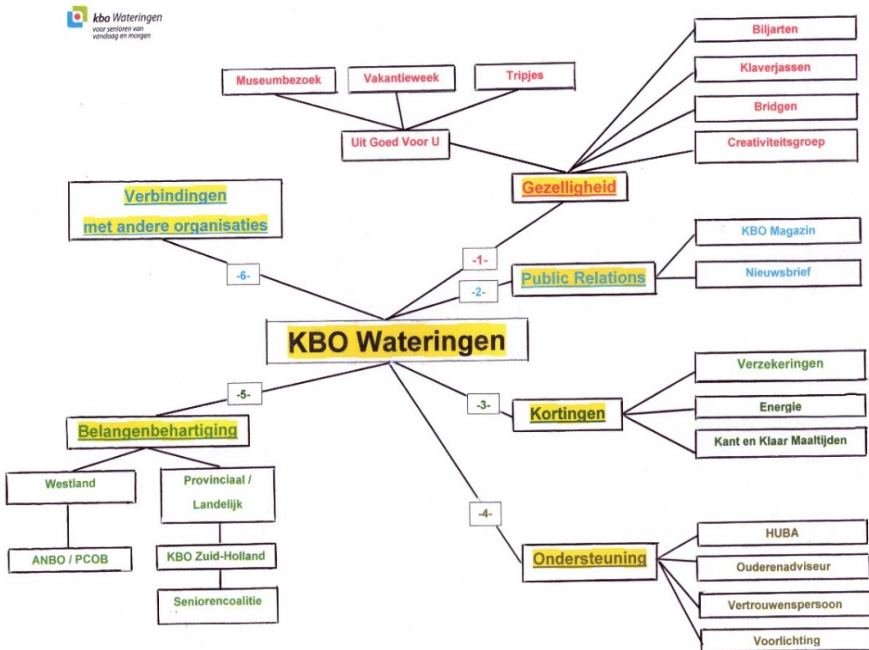 kbo Wateringen
voor senioren van
vandaag en morgen
Biljarten
Klaverjassen
Bridgen
Creativiteitsgroep
Museumbezoek
Vakantieweek
Tripjes
Uit Goed Voor U
Gezelligheid
Verbindingen
met andere organisaties
-1-
-2-
-6-
Public Relations
KBO Magazin
Nieuwsbrief
KBO Wateringen
-5-
-3-
Kortingen
Verzekeringen
Energie
Kant en Klaar Maaltijden
Belangenbehartiging
Westland
Provinciaal /
Landelijk
ANBO / PCOB
KBO Zuid-Holland
Seniorencoalitie
-4-
Ondersteuning
HUBA
Ouderenadviseur
Vertrouwenspersoon
Voorlichting